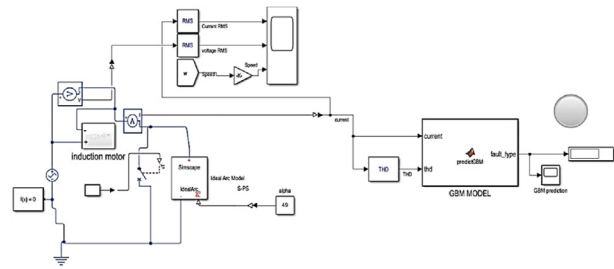 RMS
Current RMS
RMS
voltage RMS
w
Speed1
Speed
V
A
induction motor
current
Simscape
IdealArc
Ideal Arc Model
S-PS
alpha
f(x) = 0
THD
THD
current
thd
predictGBM
fault_type
GBM MODEL
GBM prediction